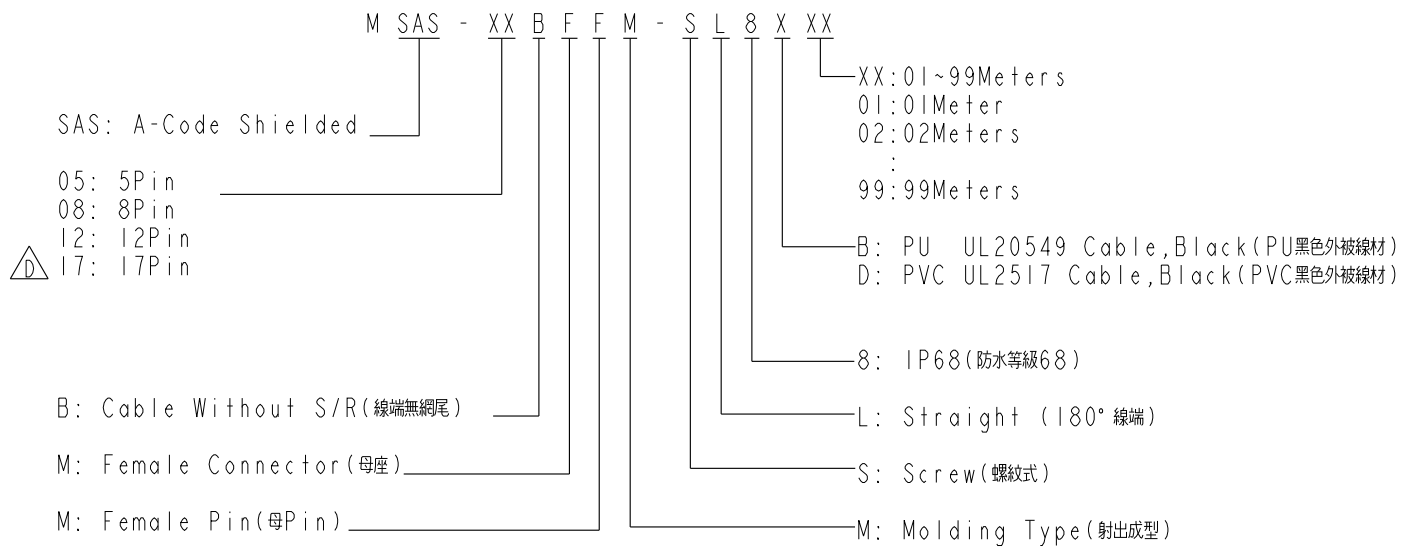 M SAS - XX B F F M - S L 8 X XX
SAS: A-Code Shielded
05: 5Pin
08: 8Pin
12: 12Pin
D 17: 17Pin
B: Cable Without S/R(線端無網尾)
M: Female Connector(母座)
M: Female Pin(母Pin)
XX:01~99Meters
01:01Meter
02:02Meters
:
99:99Meters
B: PU UL20549 Cable,Black(PU黑色外被線材)
D: PVC UL2517 Cable,Black(PVC黑色外被線材)
8: IP68(防水等級68)
L: Straight (180° 線端)
S: Screw(螺紋式)
M: Molding Type(射出成型)